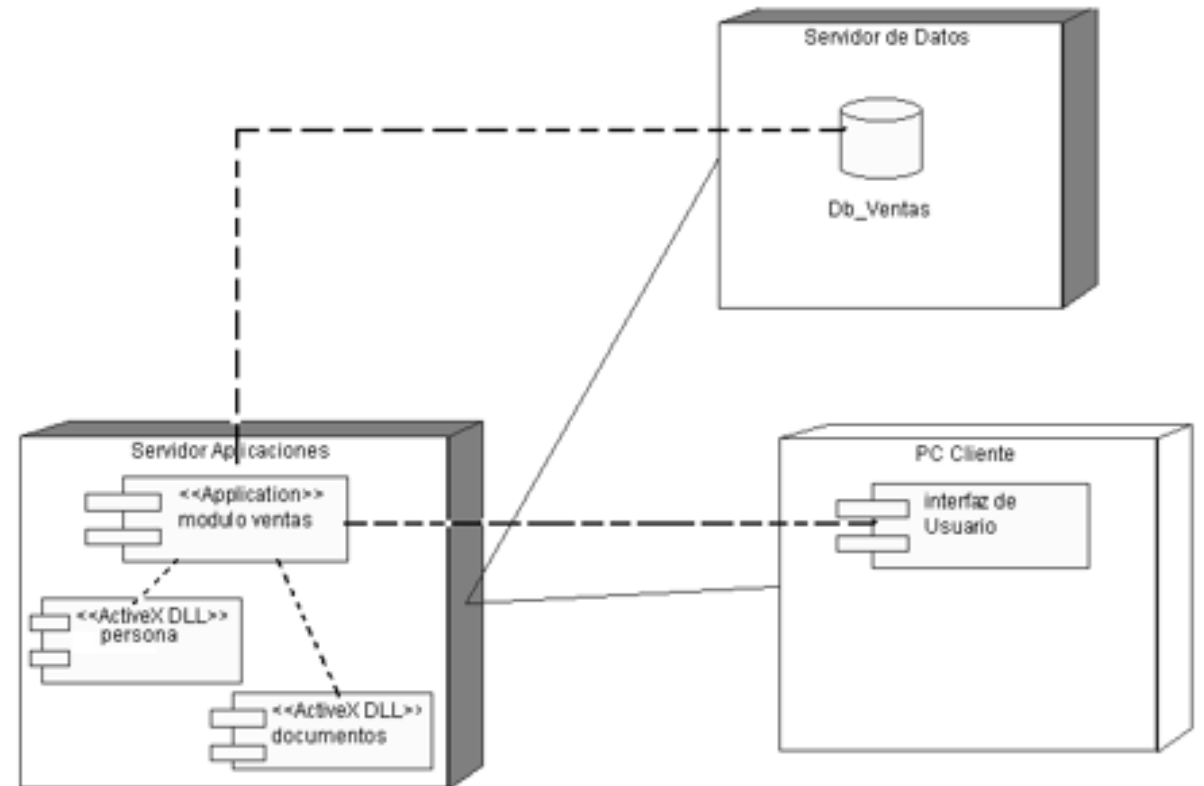 Servidor de Datos
Db_Ventas
Servidor Aplicaciones
<<Application>>
modulo ventas
<<ActiveX DLL>>
persona
<<ActiveX DLL>>
documentos
PC Cliente
interfaz de
Usuario